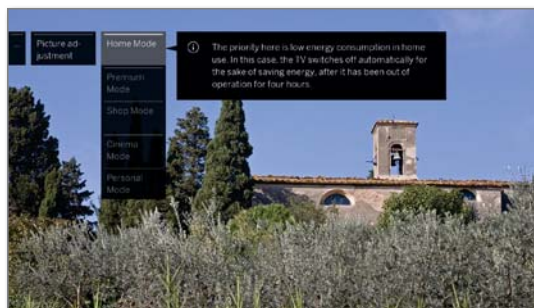 Picture ad-
justment
Home Mode
Premium
Mode
Shop Mode
Cinema
Mode
Personal
Mode
The priority here is low energy consumption in home
use. In this case, the TV switches off automatically for
the sake of saving energy, after it has been out of
operation for four hours.